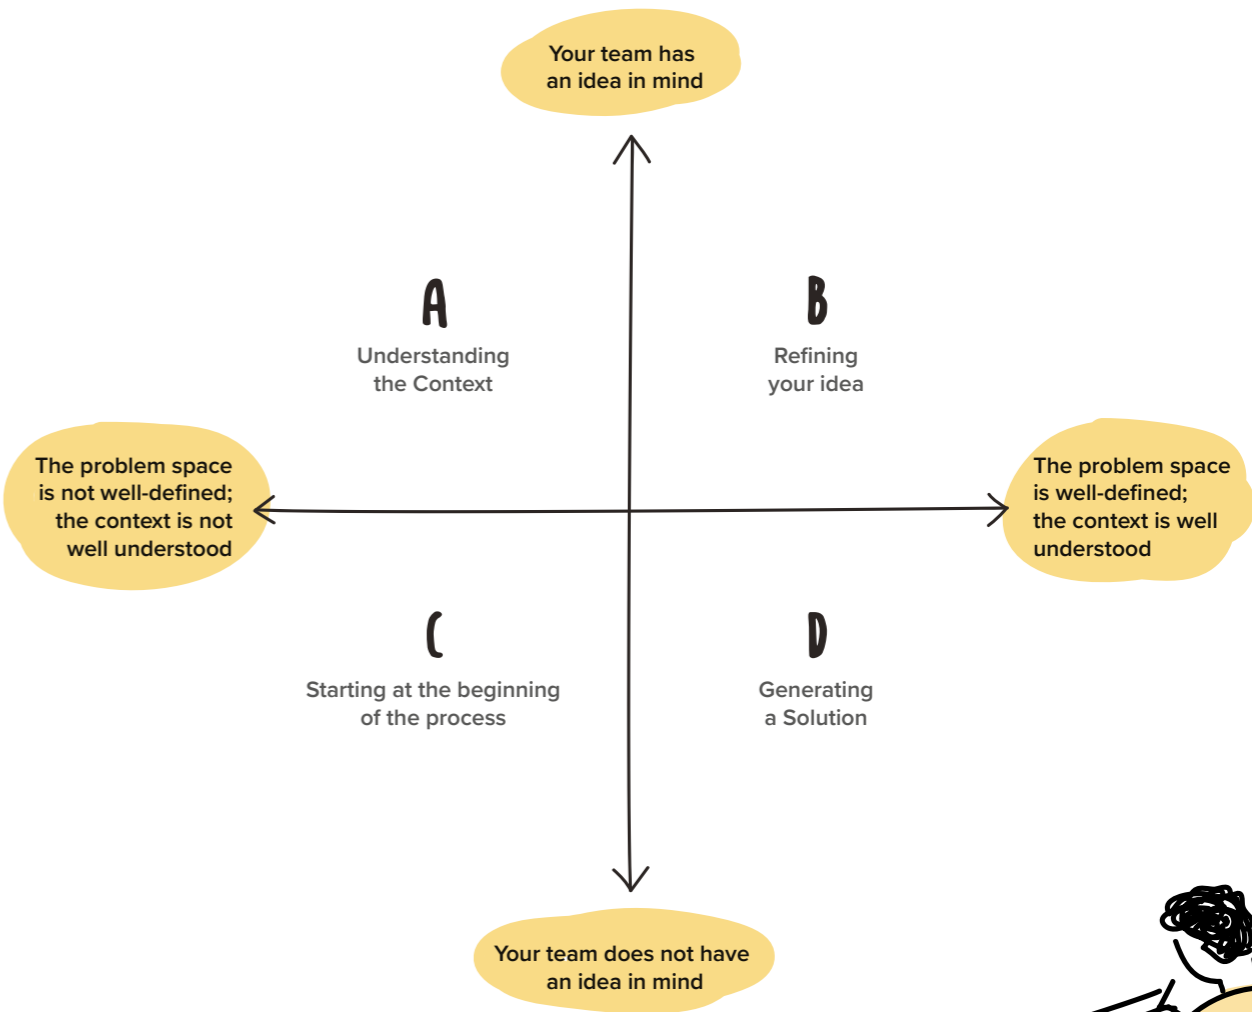 Your team has
an idea in mind
A
Understanding
the Context
B
Refining
your idea
The problem space
is not well-defined;
the context is not
well understood
The problem space
is well-defined;
the context is well
understood
C
Starting at the beginning
of the process
D
Generating
a Solution
Your team does not have
an idea in mind